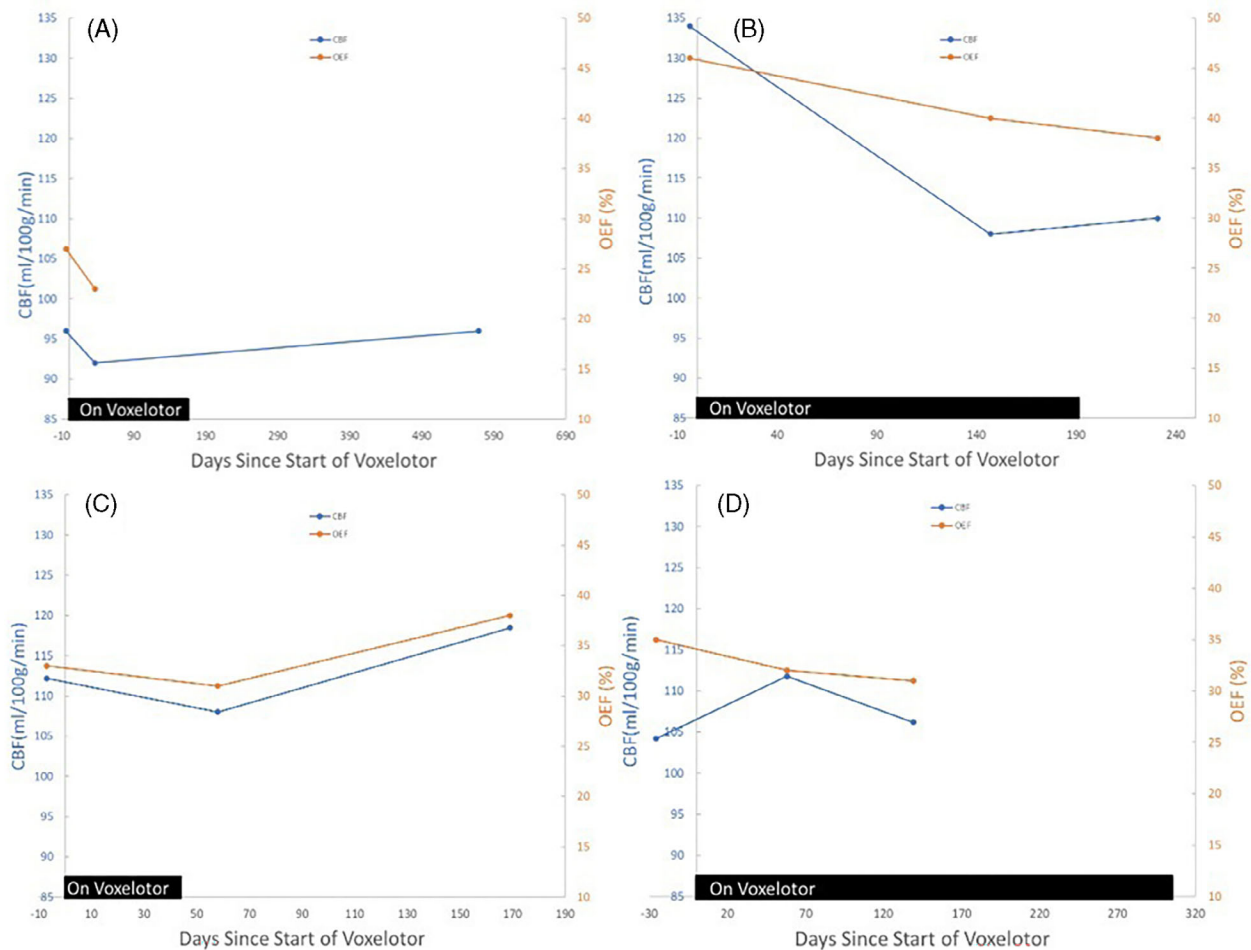 (A)
CBF
OEF
135
130
125
120
115
110
105
100
95
90
85
CBF(ml/100g/min)
50
45
40
35
30
25
20
15
10
OEF (%)
On Voxelotor
-10 90 190 290 390 490 590 690
Days Since Start of Voxelotor
(B)
CBF
OEF
135
130
125
120
115
110
105
100
95
90
85
CBF(ml/100g/min)
50
45
40
35
30
25
20
15
10
OEF (%)
On Voxelotor
-10 40 90 140 190 240
Days Since Start of Voxelotor
(C)
CBF
OEF
135
130
125
120
115
110
105
100
95
90
85
CBF(ml/100g/min)
50
45
40
35
30
25
20
15
10
OEF (%)
On Voxelotor
-10 10 30 50 70 90 110 130 150 170 190
Days Since Start of Voxelotor
(D)
CBF
OEF
135
130
125
120
115
110
105
100
95
90
85
CBF(ml/100g/min)
50
45
40
35
30
25
20
15
10
OEF (%)
On Voxelotor
-30 20 70 120 170 220 270 320
Days Since Start of Voxelotor